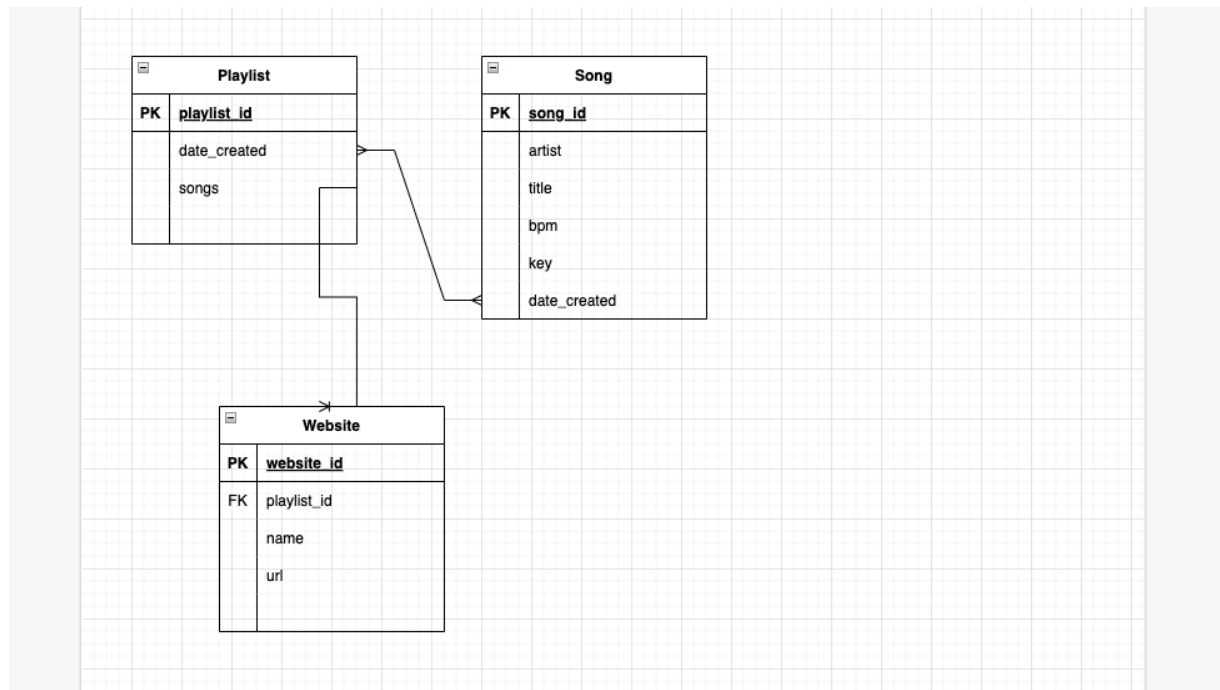 Playlist
PK playlist_id
date_created
songs
Song
PK song_id
artist
title
bpm
key
date_created
Website
PK website_id
FK playlist_id
name
url